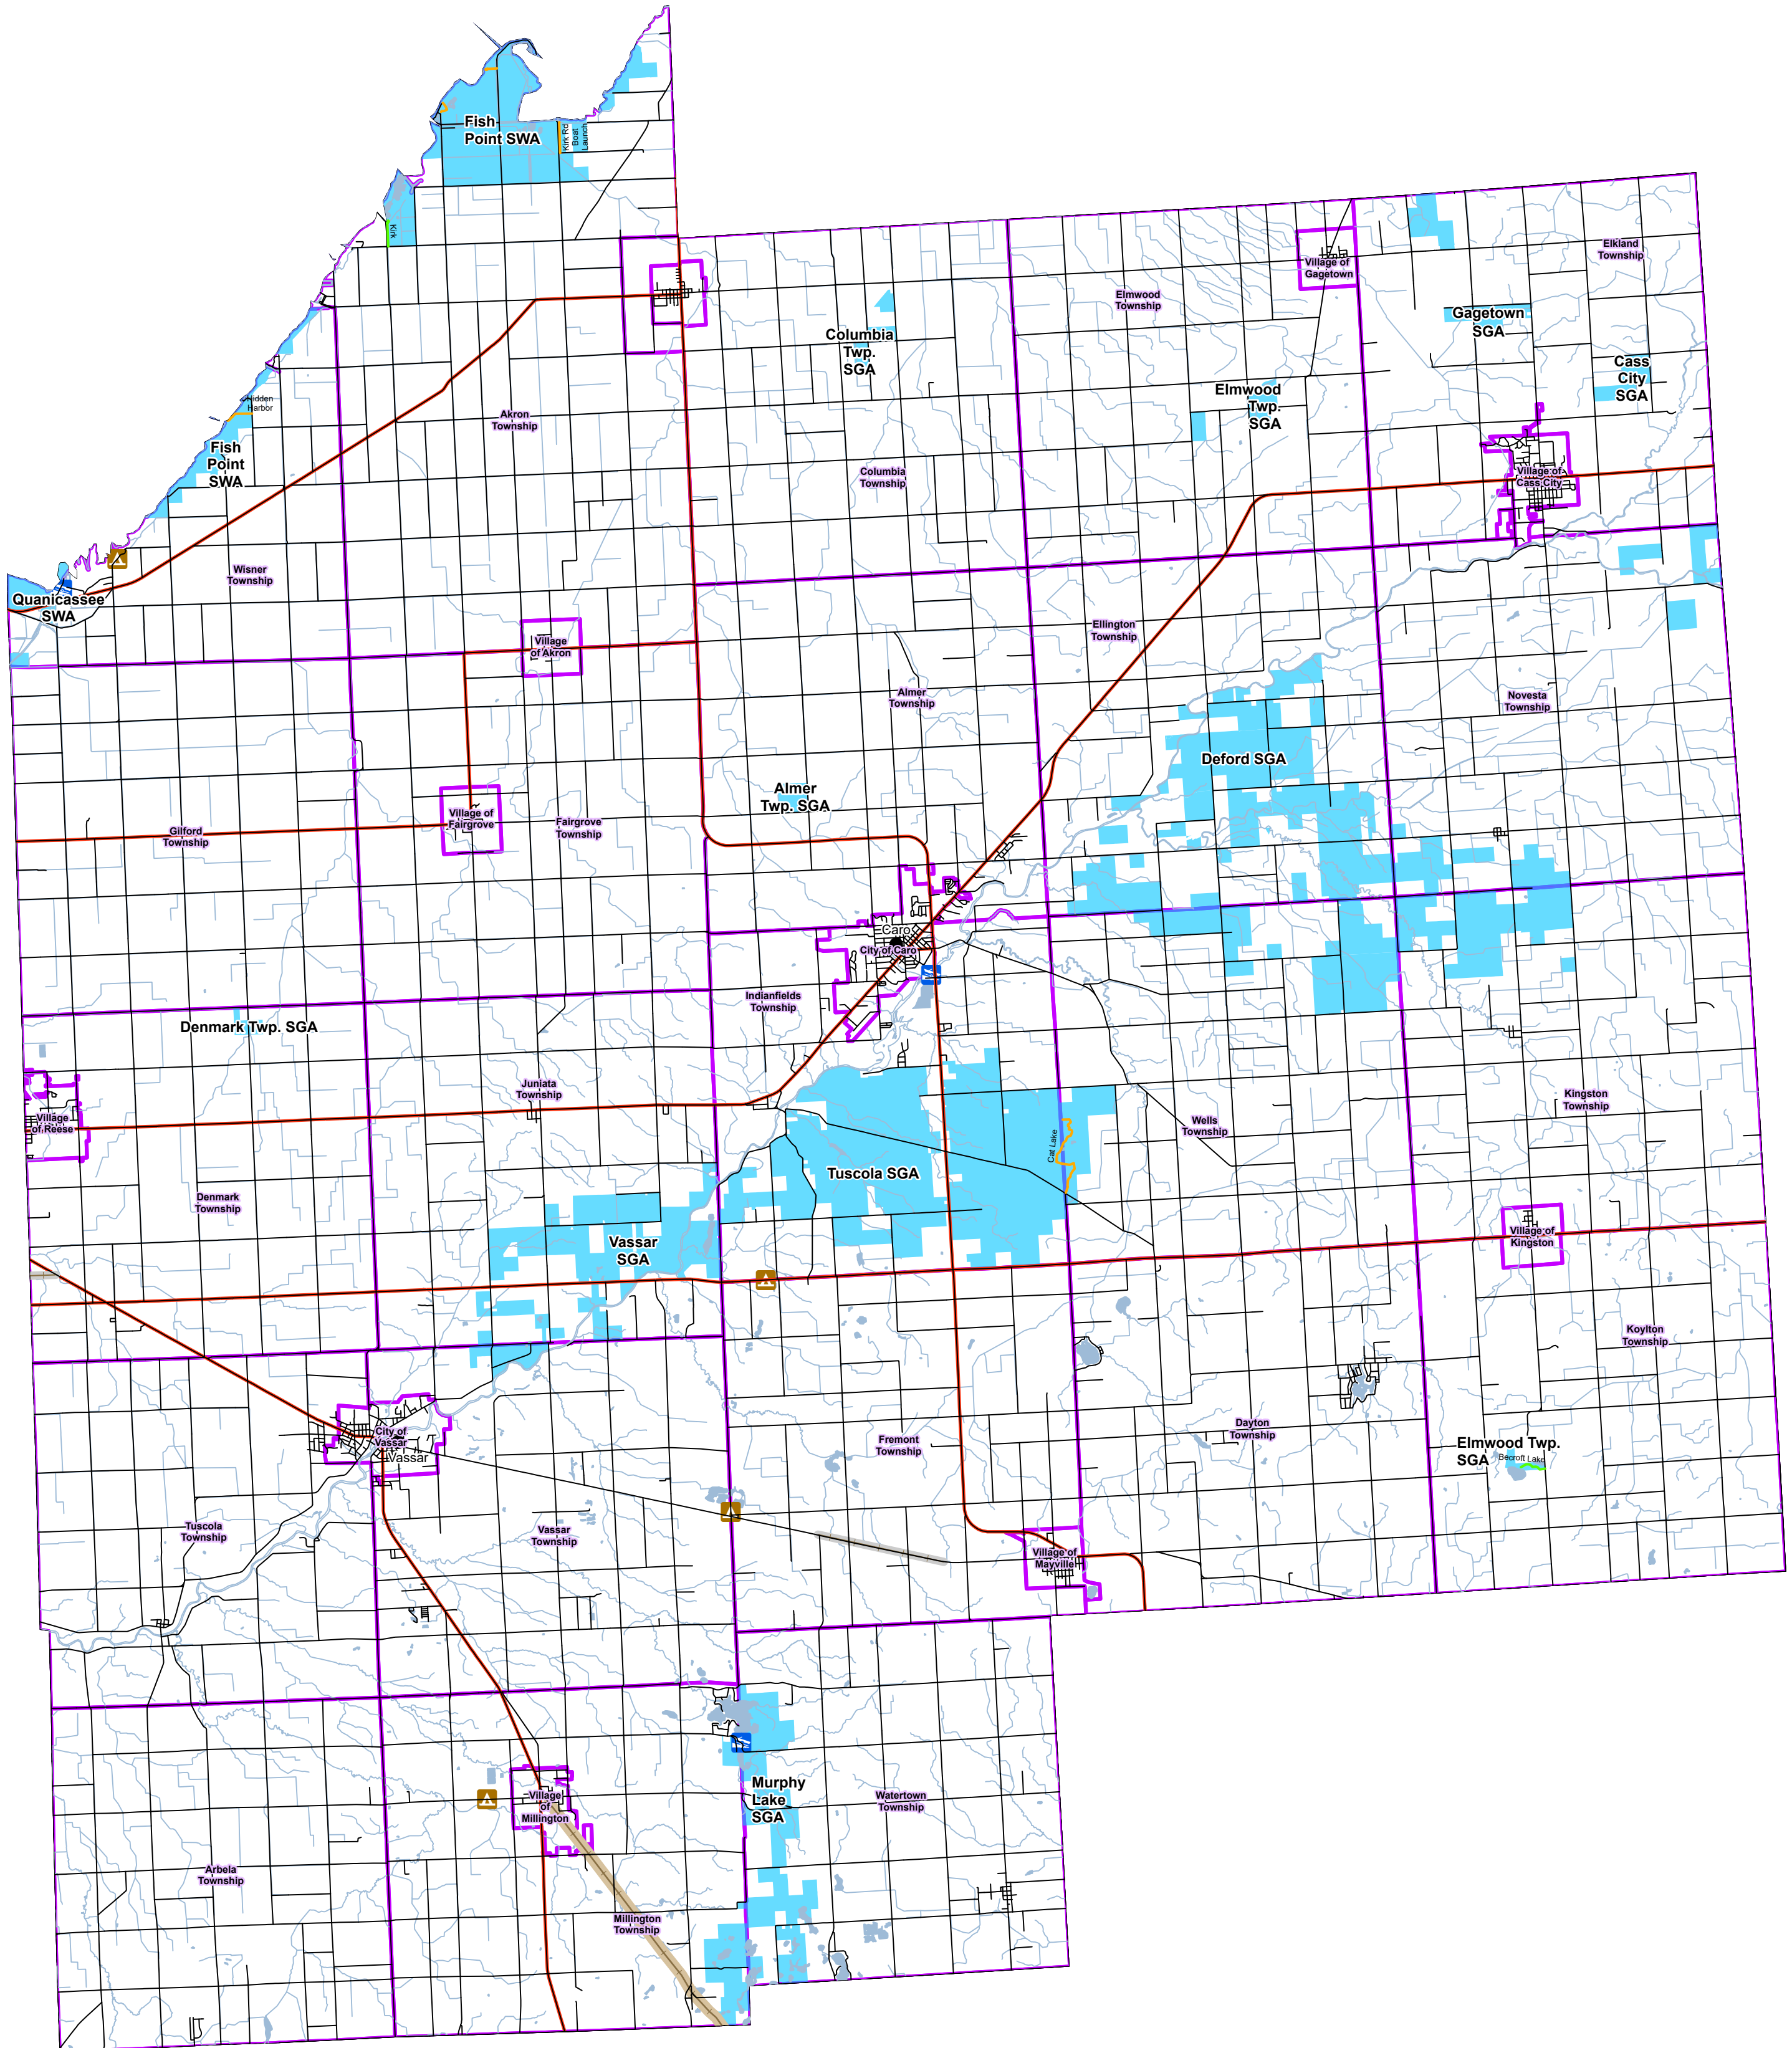 Fish
Point SWA
Kirk Rd
Boat
Launch
Kirk
Elkland
Township
Village of
Gagetown
Elmwood
Township
Gagetown
SGA
Columbia
Twp.
SGA
Cass
City
SGA
Elmwood
Twp.
SGA
Hidden
Harbor
Akron
Township
Fish
Point
SWA
Columbia
Township
Village of
Cass City
Wisner
Township
Quanicassee
SWA
Ellington
Township
Village
of Akron
Almer
Township
Novesta
Township
Deford SGA
Almer
Twp. SGA
Village of
Fairgrove
Fairgrove
Township
Gilford
Township
Caro
City of Caro
Indianfields
Township
Denmark Twp. SGA
Juniata
Township
Kingston
Township
Village
of Reese
Wells
Township
Cat Lake
Tuscola SGA
Denmark
Township
Village of
Kingston
Vassar
SGA
Koylton
Township
City of
Vassar
Vassar
Fremont
Township
Dayton
Township
Elmwood Twp.
SGA
Becroft Lake
Tuscola
Township
Vassar
Township
Village of
Mayville
Murphy
Lake
SGA
Village
of
Millington
Watertown
Township
Arbela
Township
Millington
Township